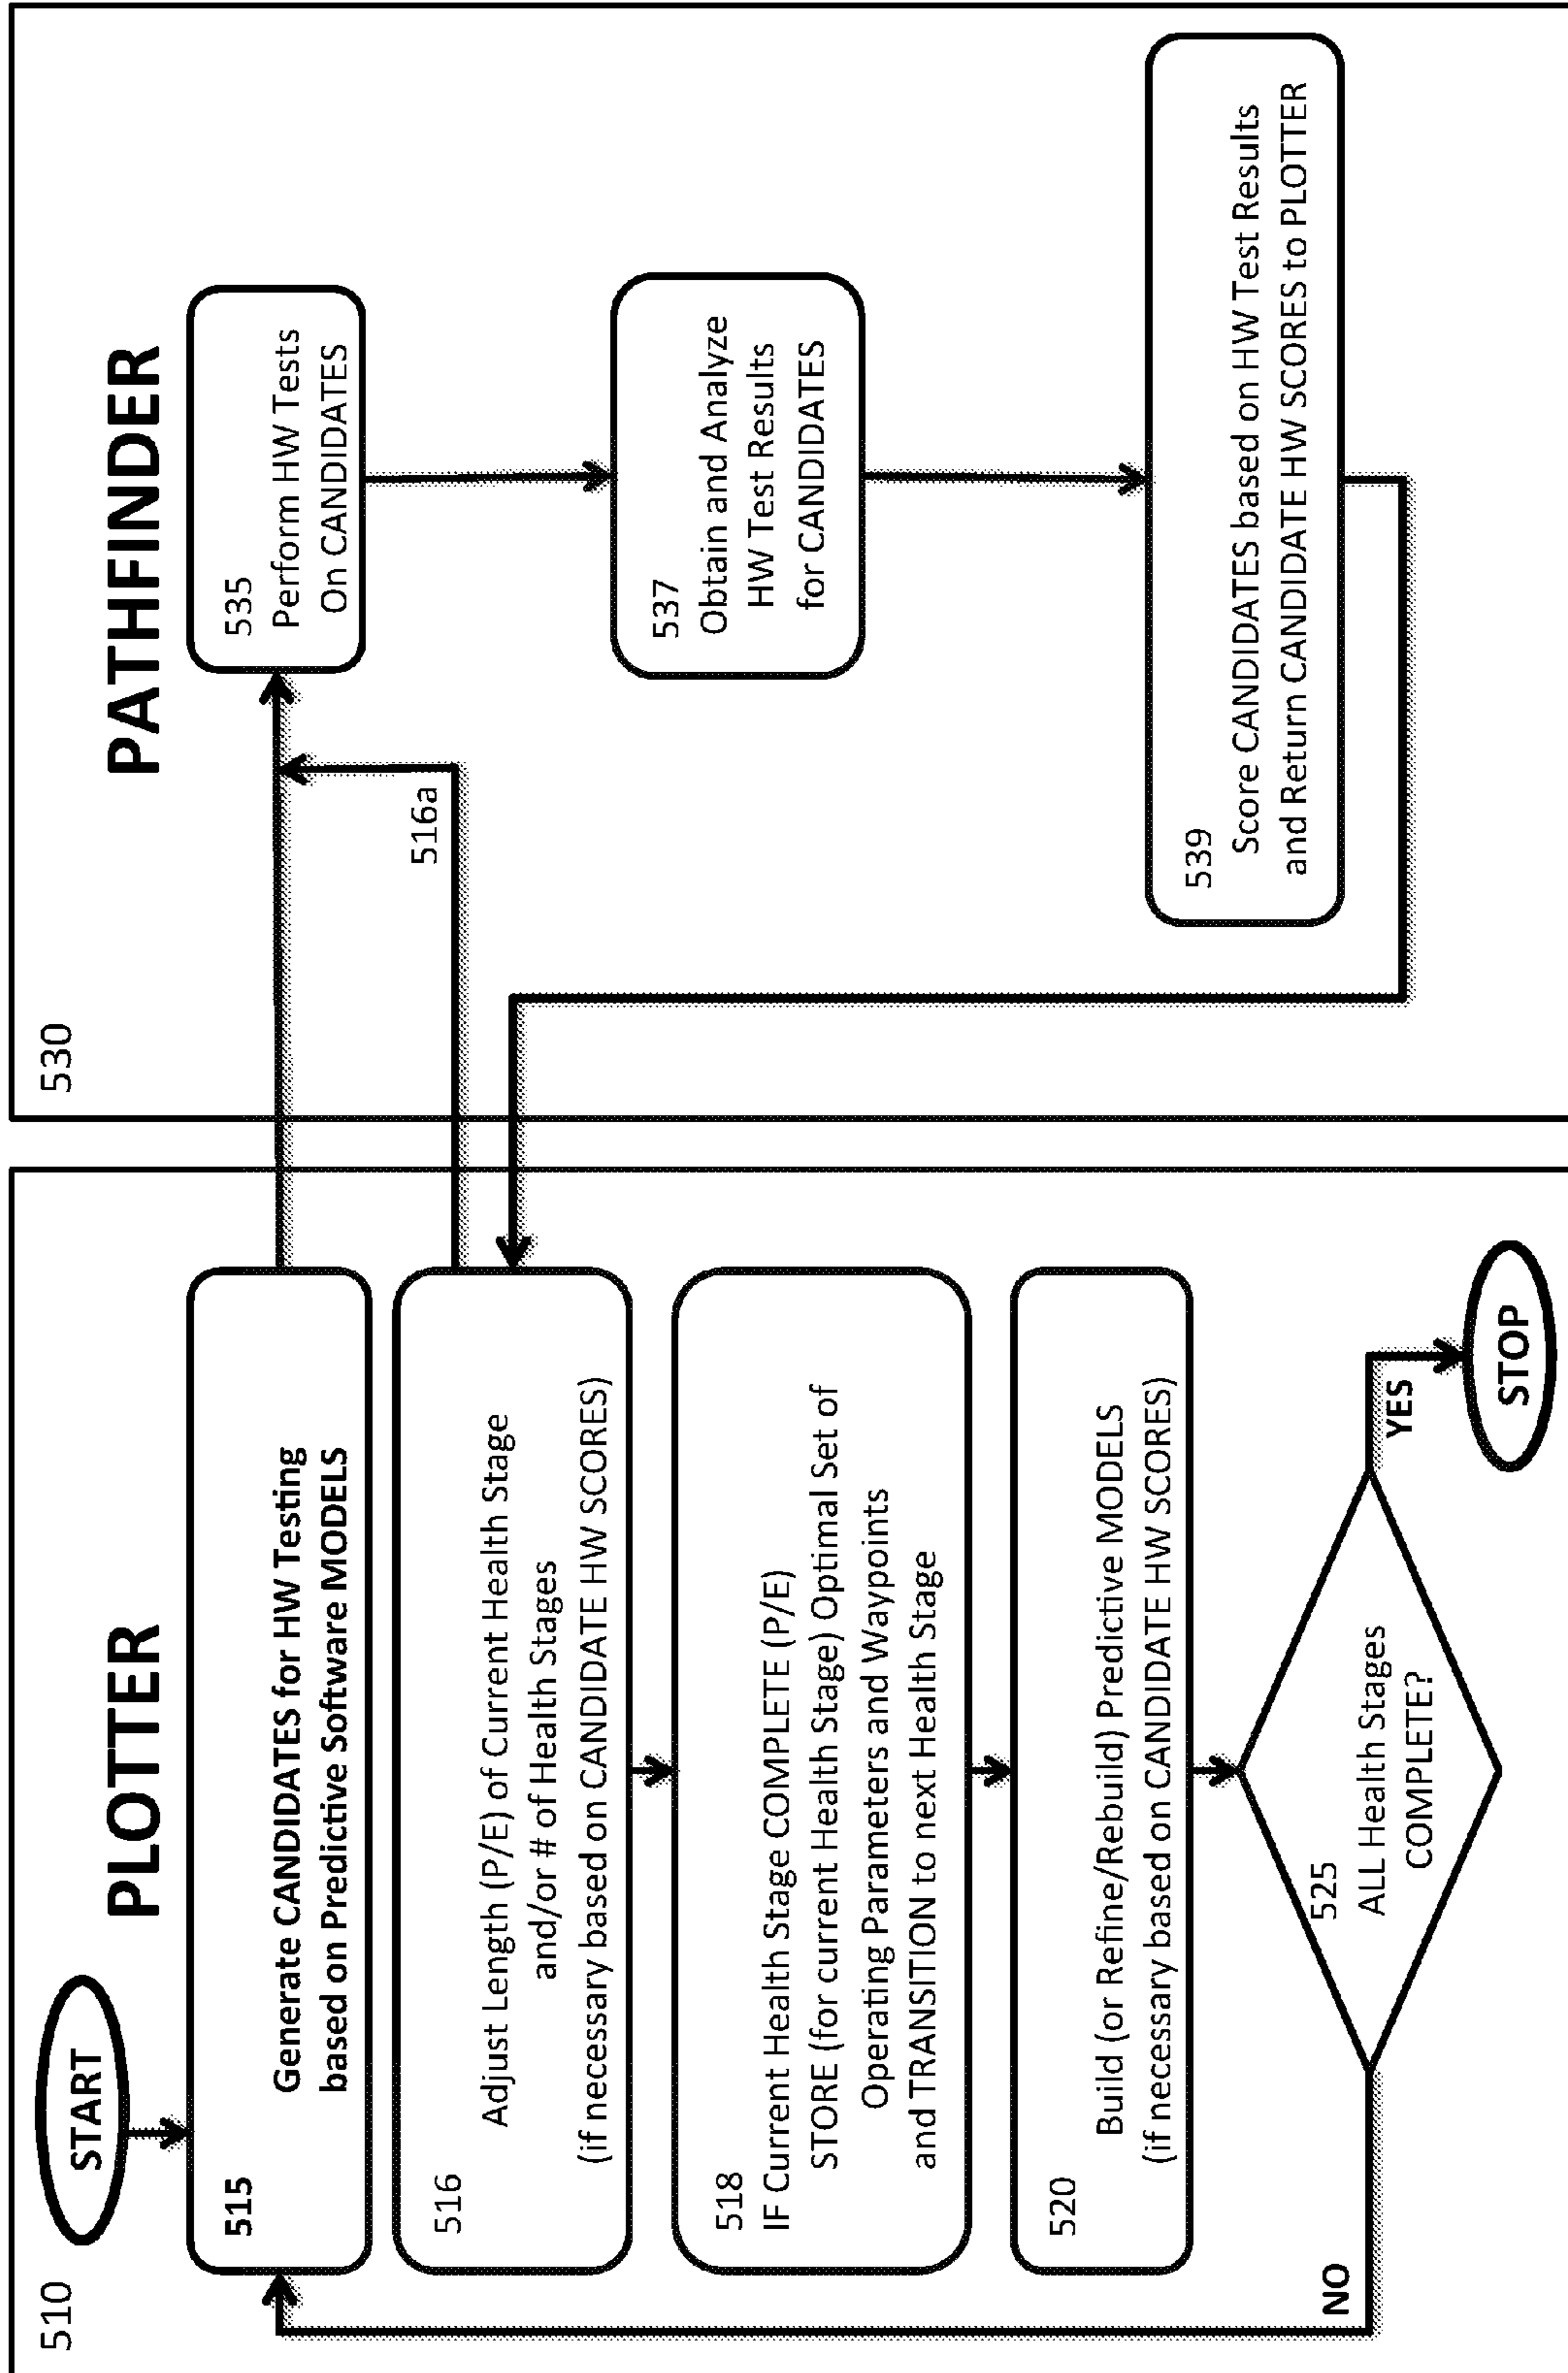 510
PLOTTER
START
515
Generate CANDIDATES for HW Testing
based on Predictive Software MODELS
516
Adjust Length (P/E) of Current Health Stage
and/or # of Health Stages
(if necessary based on CANDIDATE HW SCORES)
518
IF Current Health Stage COMPLETE (P/E)
STORE (for current Health Stage) Optimal Set of
Operating Parameters and Waypoints
and TRANSITION to next Health Stage
520
Build (or Refine/Rebuild) Predictive MODELS
(if necessary based on CANDIDATE HW SCORES)
525
ALL Health Stages
COMPLETE?
NO
YES
STOP
530
PATHFINDER
516a
535
Perform HW Tests
On CANDIDATES
537
Obtain and Analyze
HW Test Results
for CANDIDATES
539
Score CANDIDATES based on HW Test Results
and Return CANDIDATE HW SCORES to PLOTTER